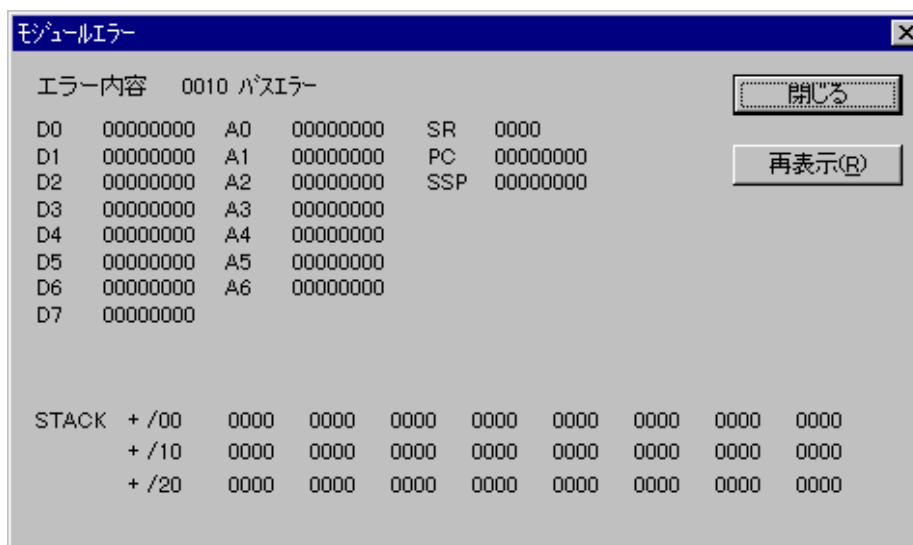 モジュールエラー
エラー内容 0010 バスエラー
閉じる
D0 00000000 A0 00000000 SR 0000
D1 00000000 A1 00000000 PC 00000000
再表示(R)
D2 00000000 A2 00000000 SSP 00000000
D3 00000000 A3 00000000
D4 00000000 A4 00000000
D5 00000000 A5 00000000
D6 00000000 A6 00000000
D7 00000000
STACK + /00 0000 0000 0000 0000 0000 0000 0000 0000
+ /10 0000 0000 0000 0000 0000 0000 0000 0000
+ /20 0000 0000 0000 0000 0000 0000 0000 0000